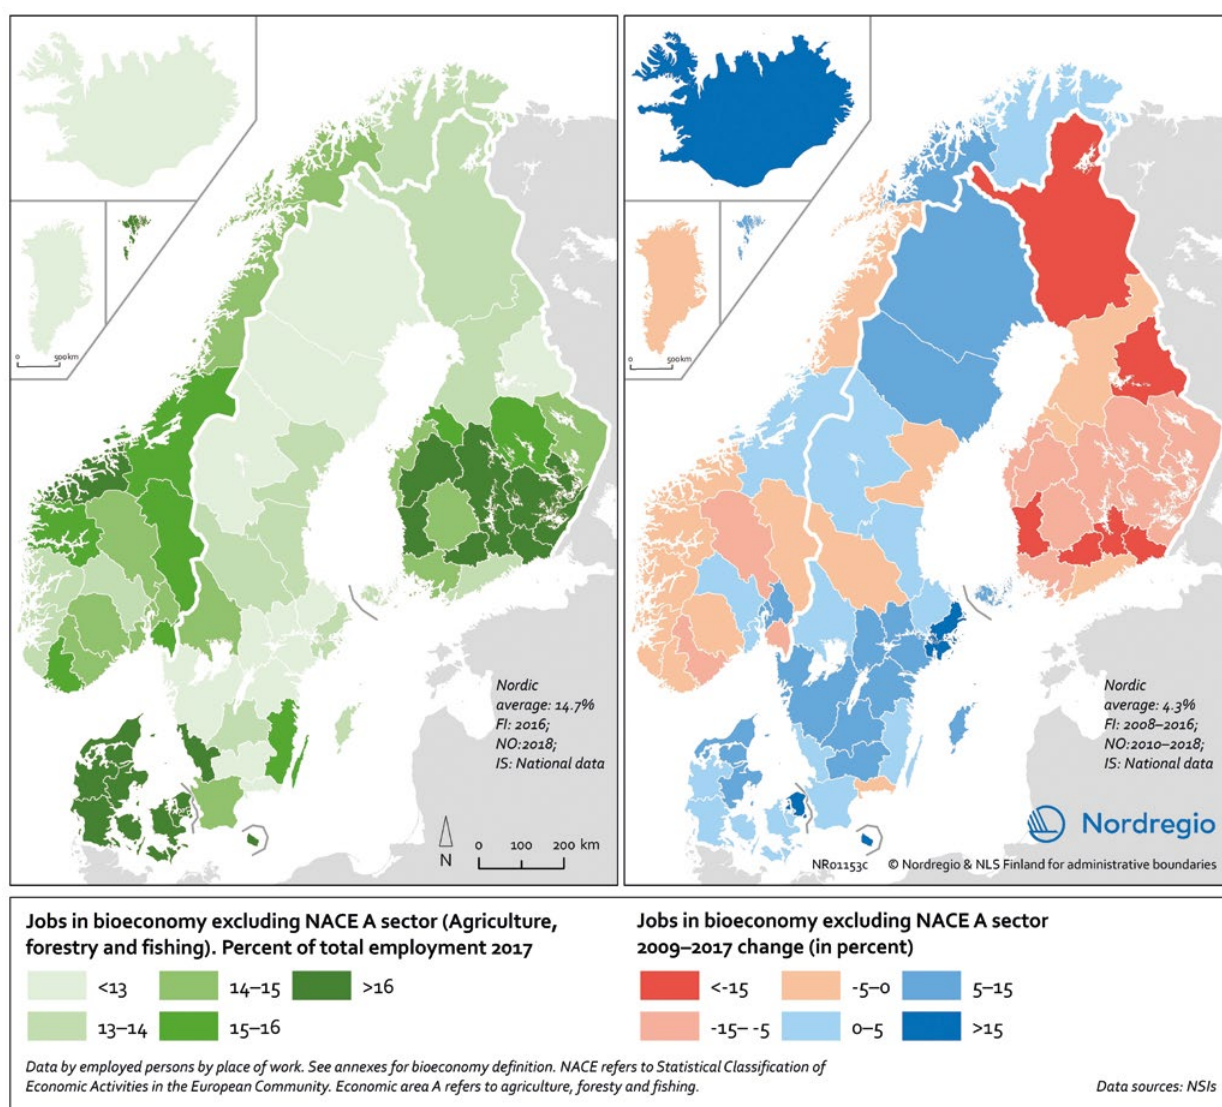 0 500km
Nordic
average: 14.7%
FI: 2016;
NO:2018;
IS: National data
N
0 100 200 km
0 500km
Nordic
average: 4.3%
FI: 2008–2016;
NO:2010–2018;
IS: National data
Nordregio
NR01153c © Nordregio & NLS Finland for administrative boundaries
Jobs in bioeconomy excluding NACE A sector (Agriculture,
forestry and fishing). Percent of total employment 2017
<13 14–15 >16
13–14 15–16
Jobs in bioeconomy excluding NACE A sector
2009–2017 change (in percent)
<-15 -5–0 5–15
-15– -5 0–5 >15
Data by employed persons by place of work. See annexes for bioeconomy definition. NACE refers to Statistical Classification of
Economic Activities in the European Community. Economic area A refers to agriculture, foresty and fishing.
Data sources: NSIs